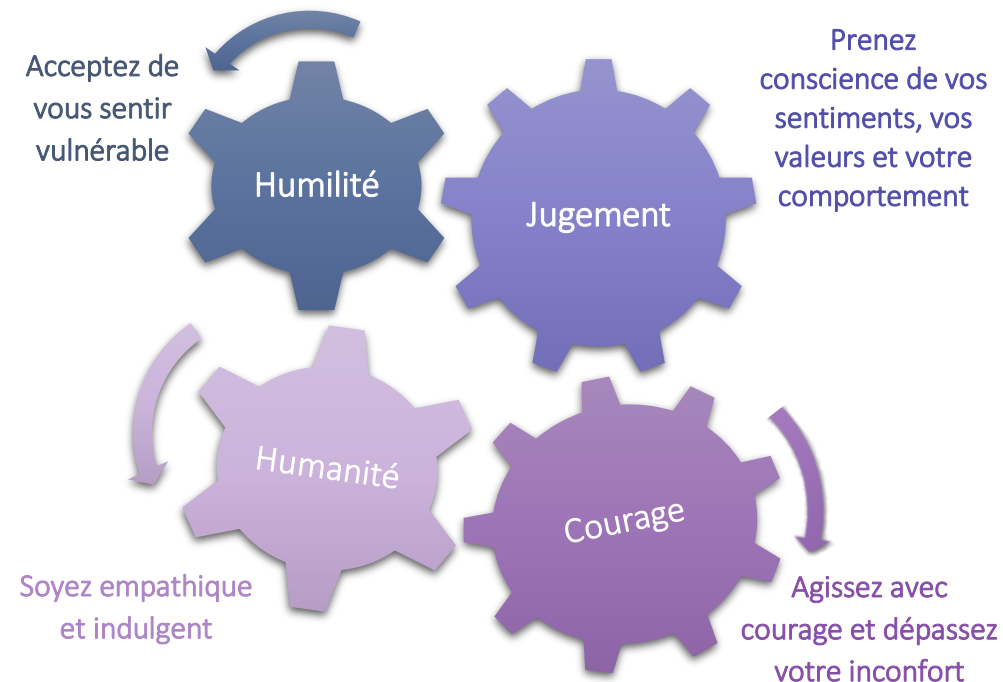 Acceptez de
vous sentir
vulnérable
Humilité
Prenez
conscience de vos
sentiments, vos
valeurs et votre
comportement
Jugement
Humanité
Soyez empathique
et indulgent
Courage
Agissez avec
courage et dépassez
votre inconfort